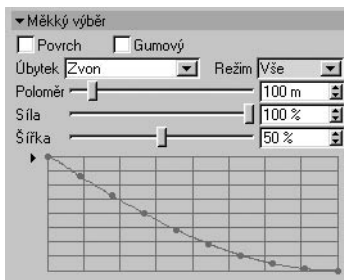 Měkký výběr
Povrch Gumový
Úbytek Zvon Režim Vše
Poloměr 100 m
Síla 100 %
Šířka 50 %